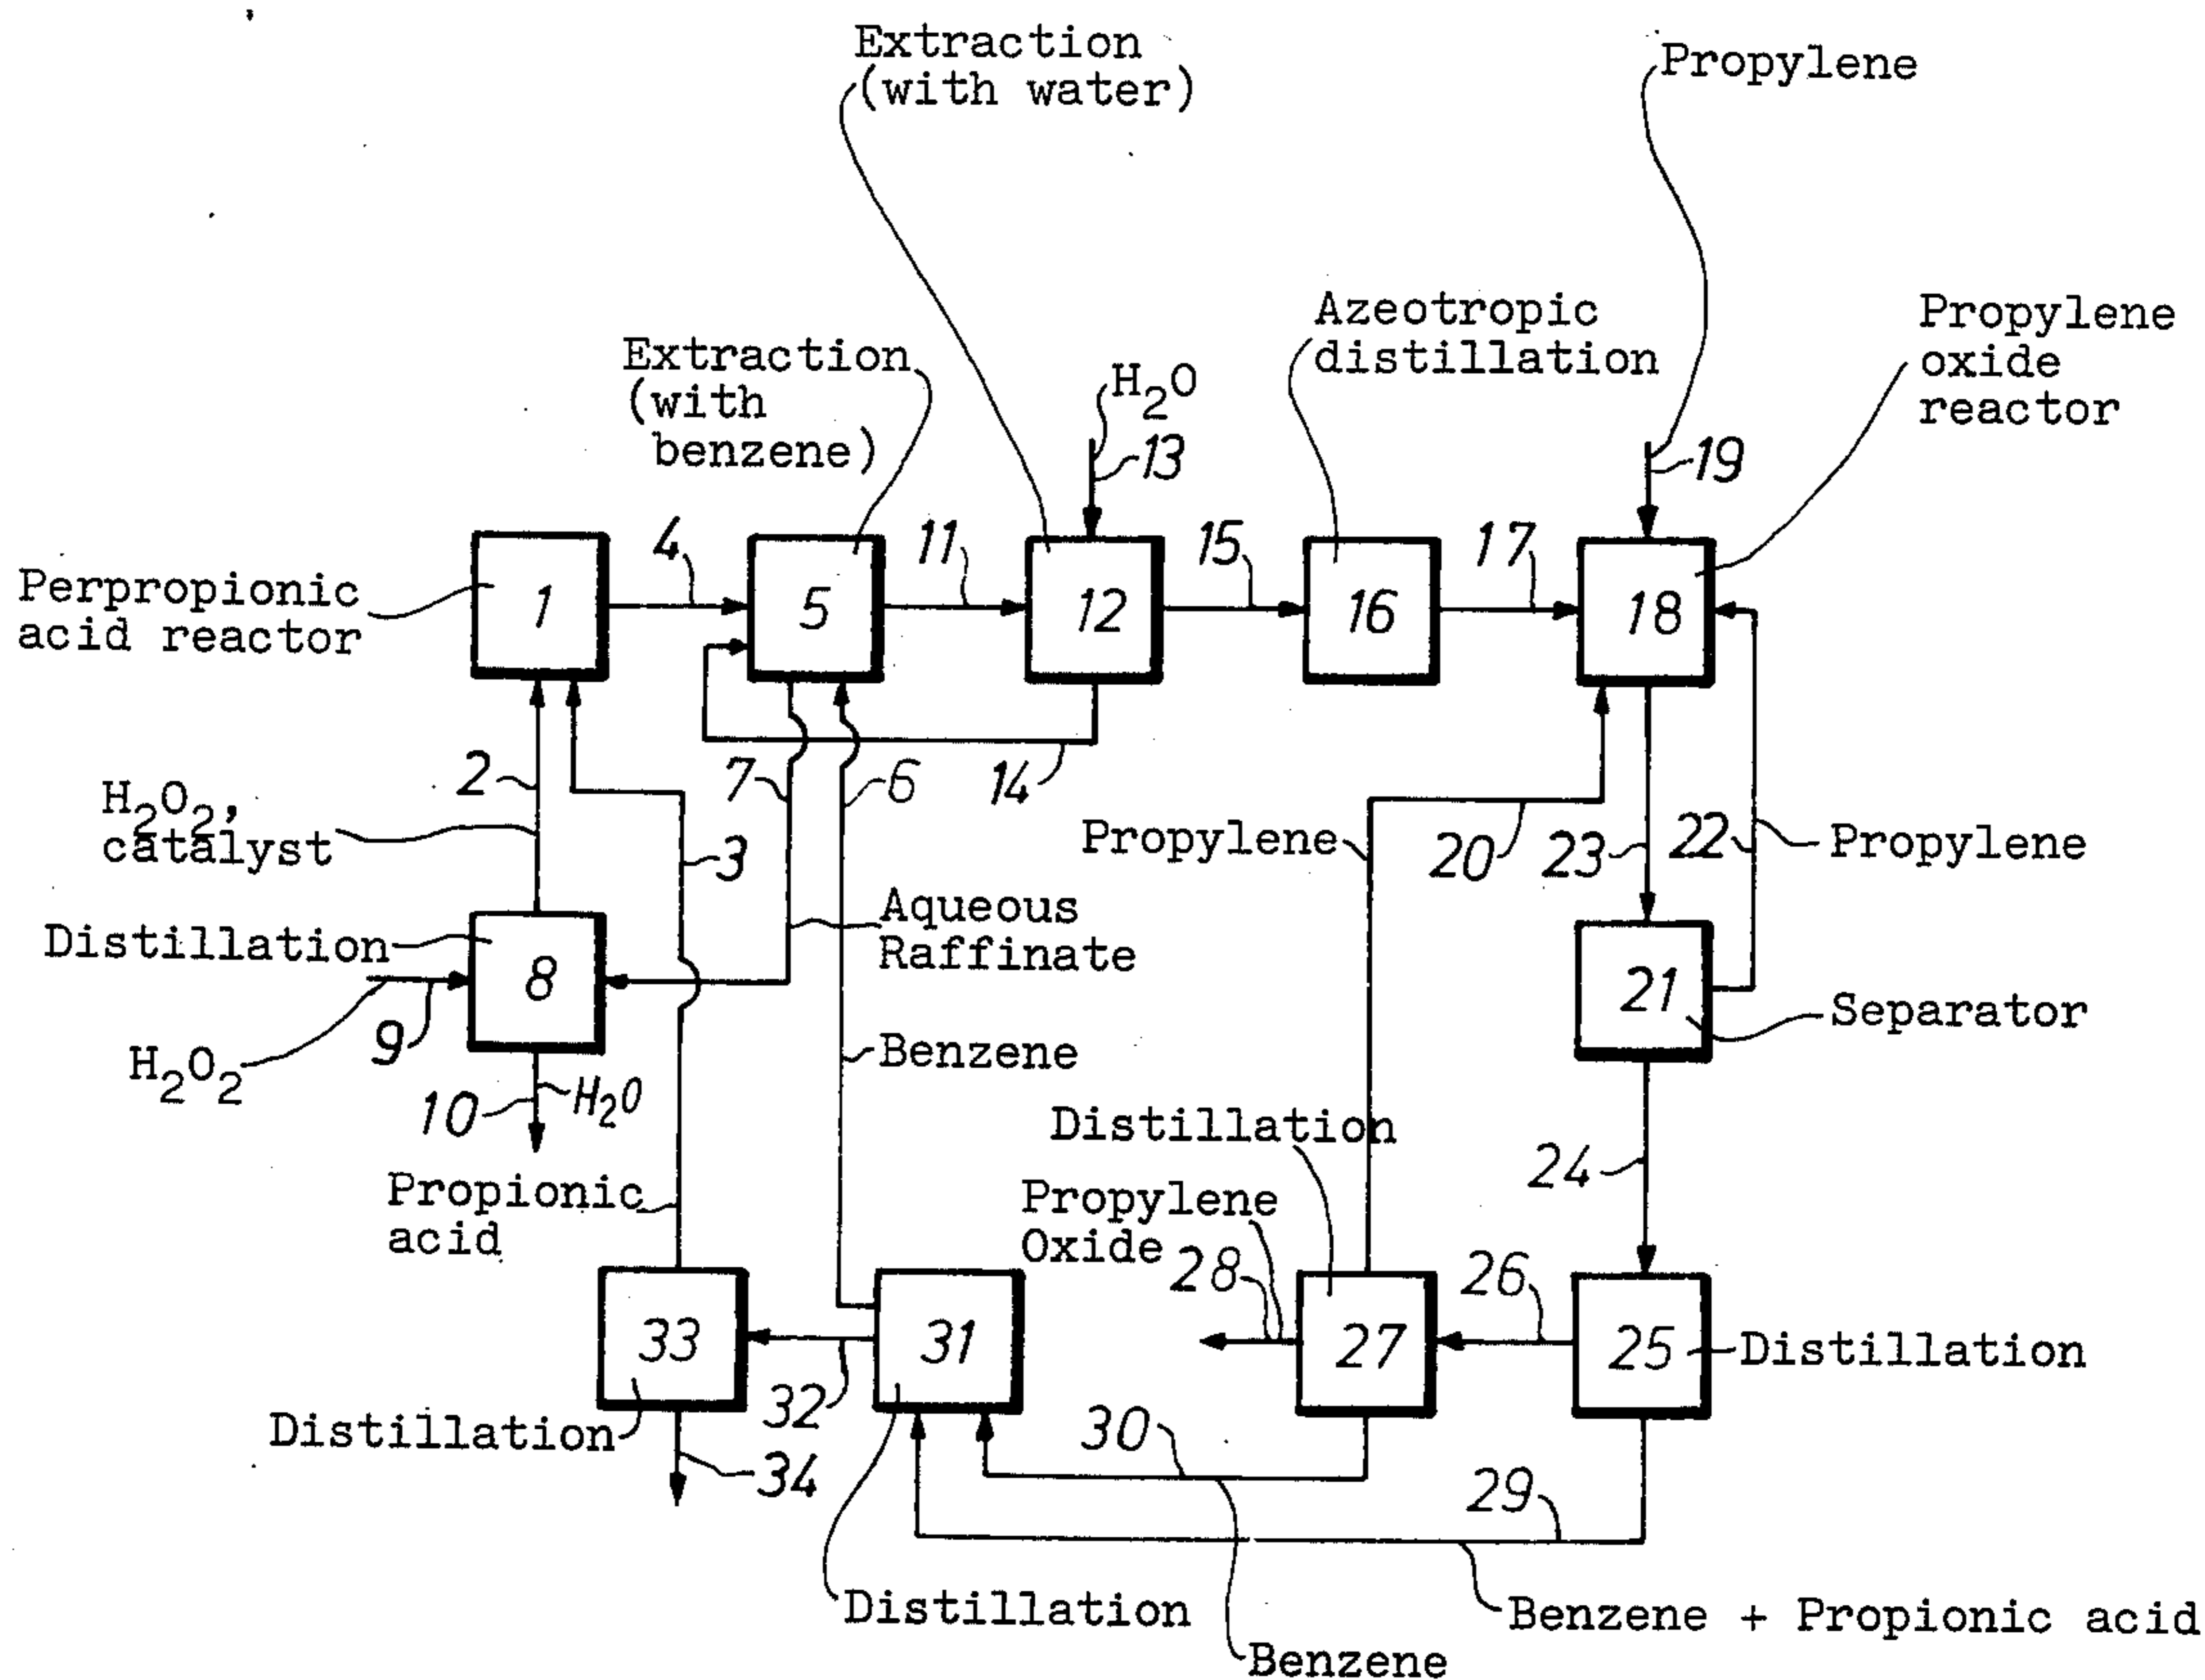 Extraction
(with water)
Propylene
Extraction
(with
benzene)
H2O
13
Azeotropic
distillation
Propylene
oxide
reactor
19
Perpropionic
acid reactor
1
4
5
11
12
15
16
17
18
H2O2,
catalyst
2
3
7
6
14
Propylene
20
23
22
Propylene
Distillation
8
9
H2O2
10
H2O
Aqueous
Raffinate
Benzene
21
Separator
Propionic
acid
Distillation
Propylene
Oxide
28
24
26
33
32
31
27
25
Distillation
Distillation
34
30
29
Distillation
Benzene
Benzene + Propionic acid